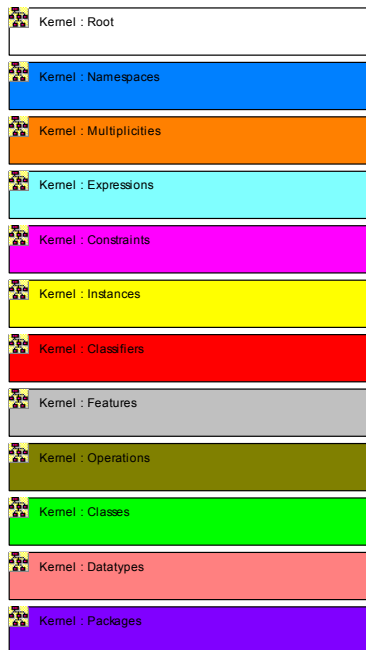 Kernel : Root
Kernel : Namespaces
Kernel : Multiplicities
Kernel : Expressions
Kernel : Constraints
Kernel : Instances
Kernel : Classifiers
Kernel : Features
Kernel : Operations
Kernel : Classes
Kernel : Datatypes
Kernel : Packages